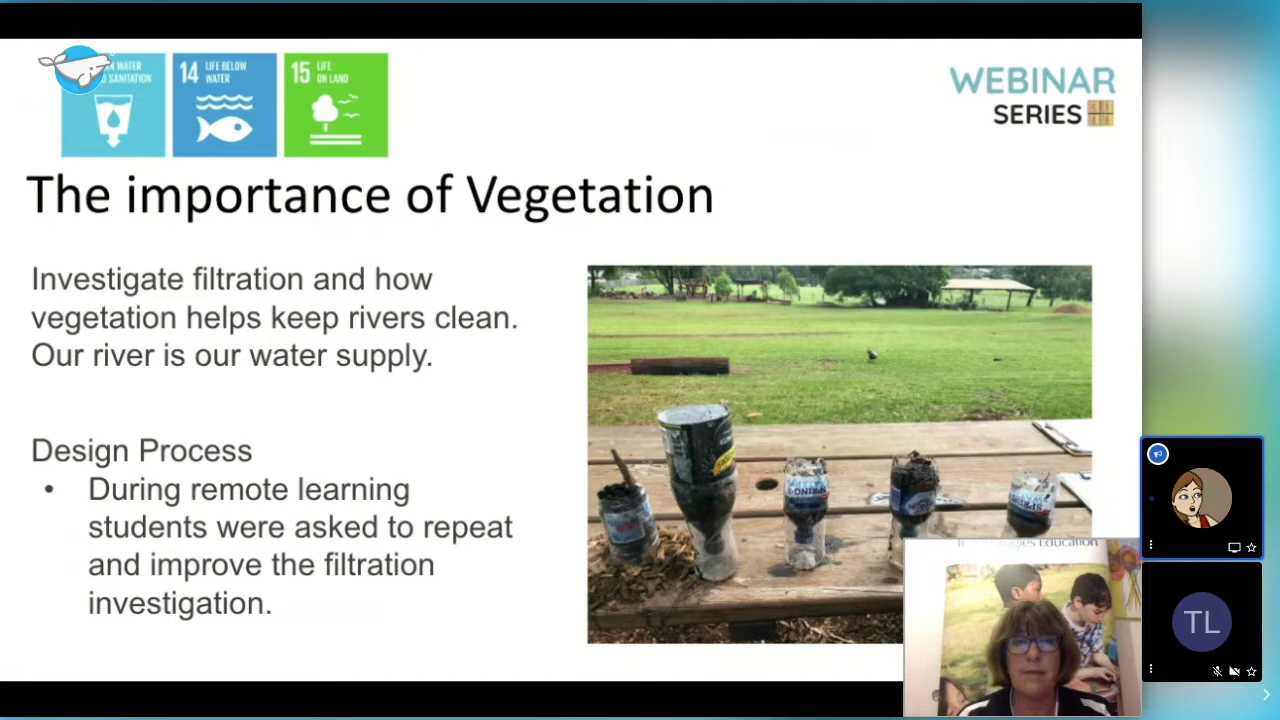 WATER
SANITATION
14 LIFE BELOW
WATER
15 LIFE
ON LAND
WEBINAR
SERIES
The importance of Vegetation
Investigate filtration and how
vegetation helps keep rivers clean.
Our river is our water supply.
Design Process
• During remote learning
students were asked to repeat
and improve the filtration
investigation.
SPRING
Education
TL